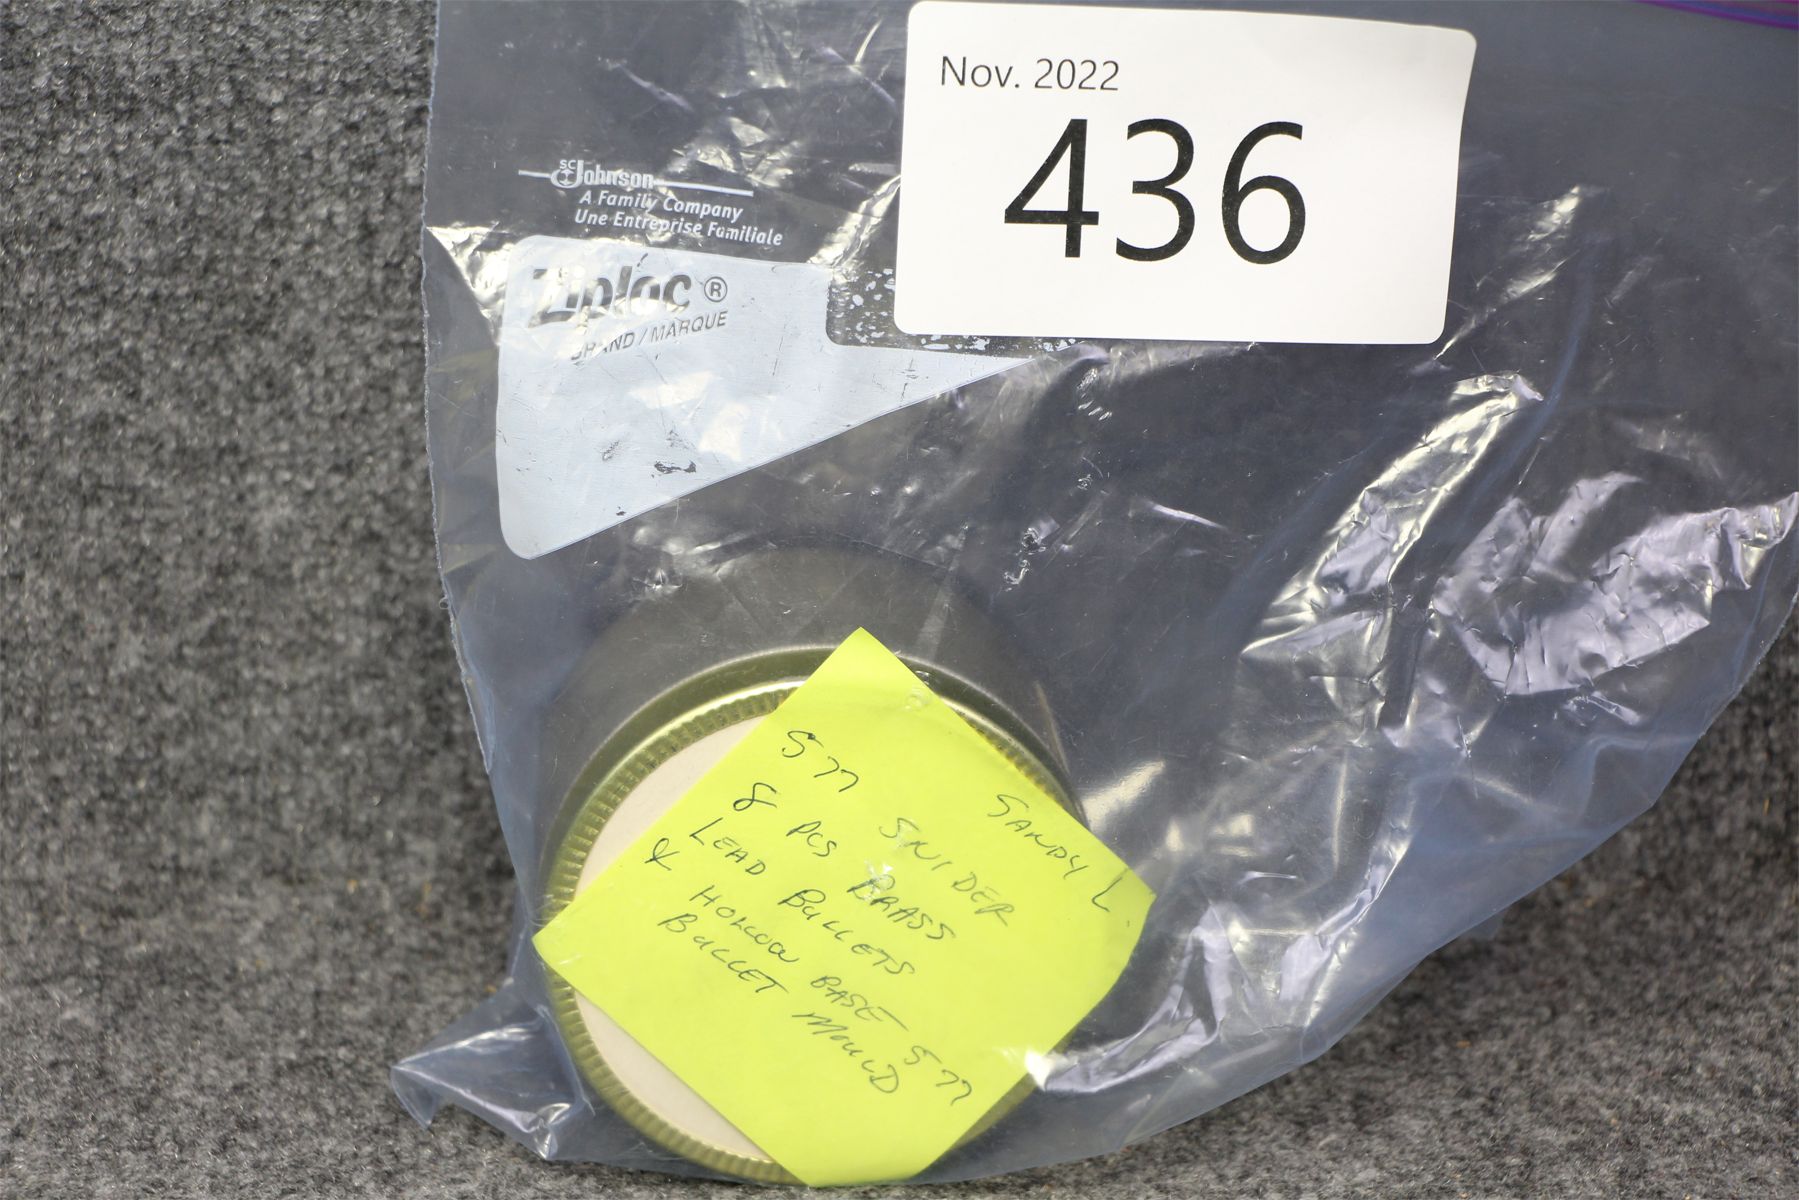 Nov. 2022
436
SC Johnson
A Family Company
Une Entreprise Familiale
Ziploc®
BRAND / MARQUE
SANDY L.
577 SNIDER
8 PCS BRASS
LEAD BULLETS
& HOLLOW BASE 577
BULLET MOULD